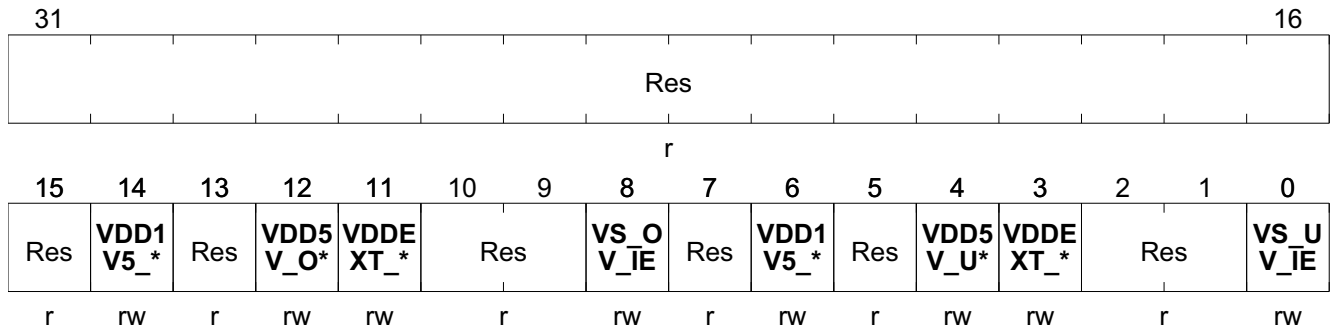 31 16
Res
r
15 14 13 12 11 10 9 8 7 6 5 4 3 2 1 0
Res VDD1 V5_* Res VDD5 V_O* VDDE XT_* Res VS_O V_IE Res VDD1 V5_* Res VDD5 V_U* VDDE XT_* Res VS_U V_IE
r rw r rw rw r rw r rw r rw rw r rw